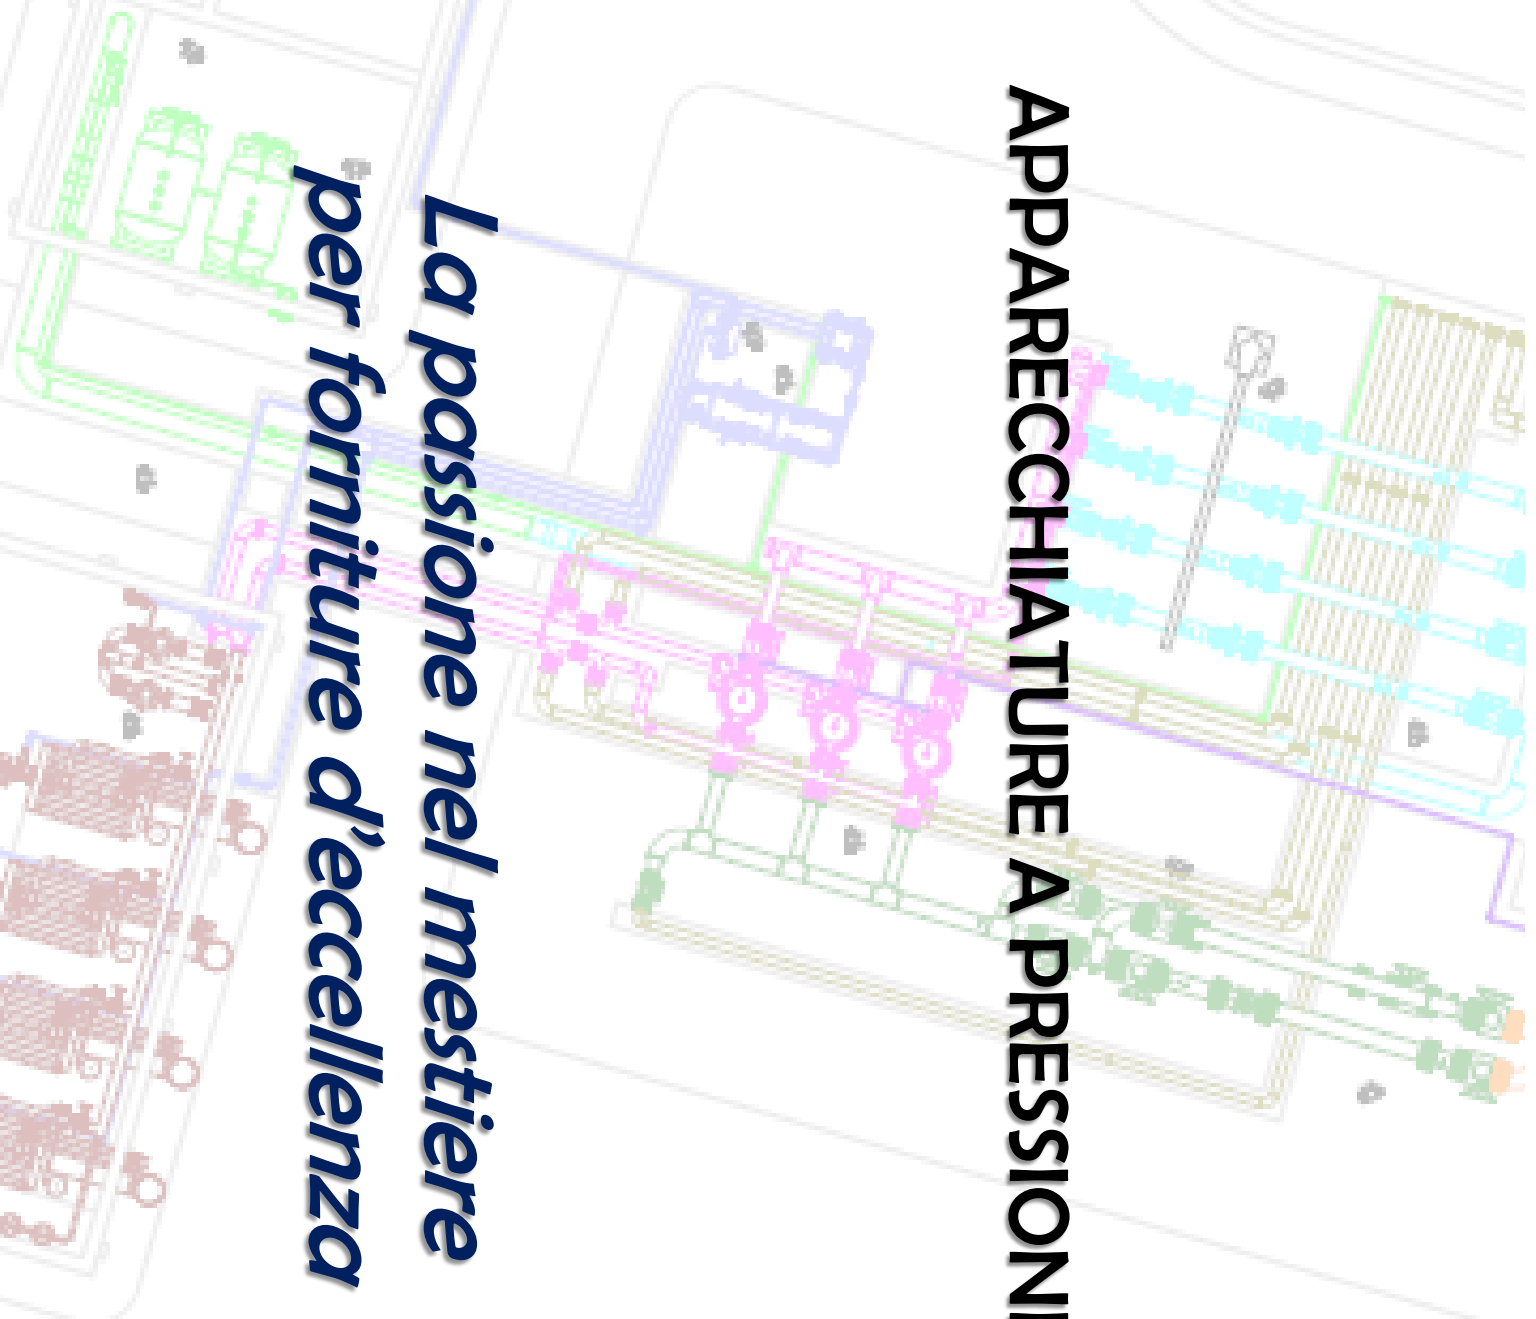 APPARECCHIATURE A PRESSIONE
La passione nel mestiere
per forniture d'eccellenza